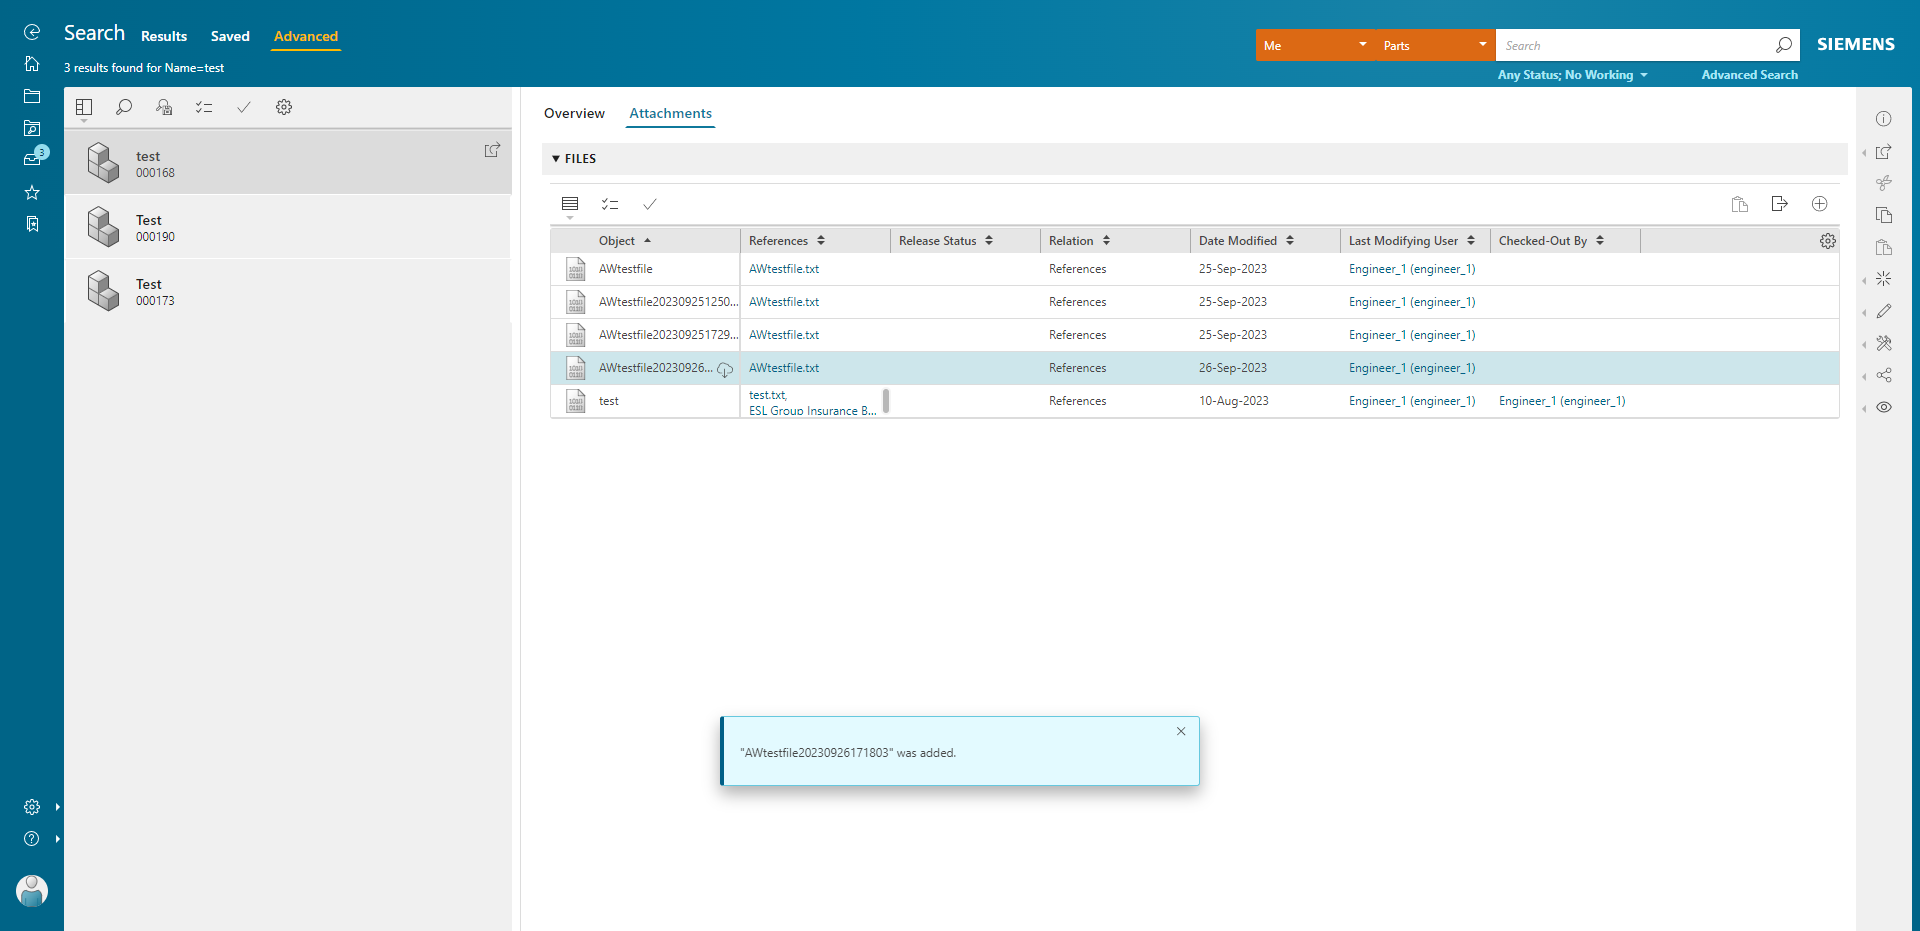 Search Results Saved Advanced
3 results found for Name=test
Me Parts Search SIEMENS
Any Status; No Working Advanced Search
3
test
000168
Test
000190
Test
000173
Overview Attachments
FILES
Object References Release Status Relation Date Modified Last Modifying User Checked-Out By
AWtestfile AWtestfile.txt References 25-Sep-2023 Engineer_1 (engineer_1)
AWtestfile202309251250... AWtestfile.txt References 25-Sep-2023 Engineer_1 (engineer_1)
AWtestfile202309251729... AWtestfile.txt References 25-Sep-2023 Engineer_1 (engineer_1)
AWtestfile20230926... AWtestfile.txt References 26-Sep-2023 Engineer_1 (engineer_1)
test test.txt, References 10-Aug-2023 Engineer_1 (engineer_1) Engineer_1 (engineer_1)
ESL Group Insurance B...
"AWtestfile20230926171803" was added.